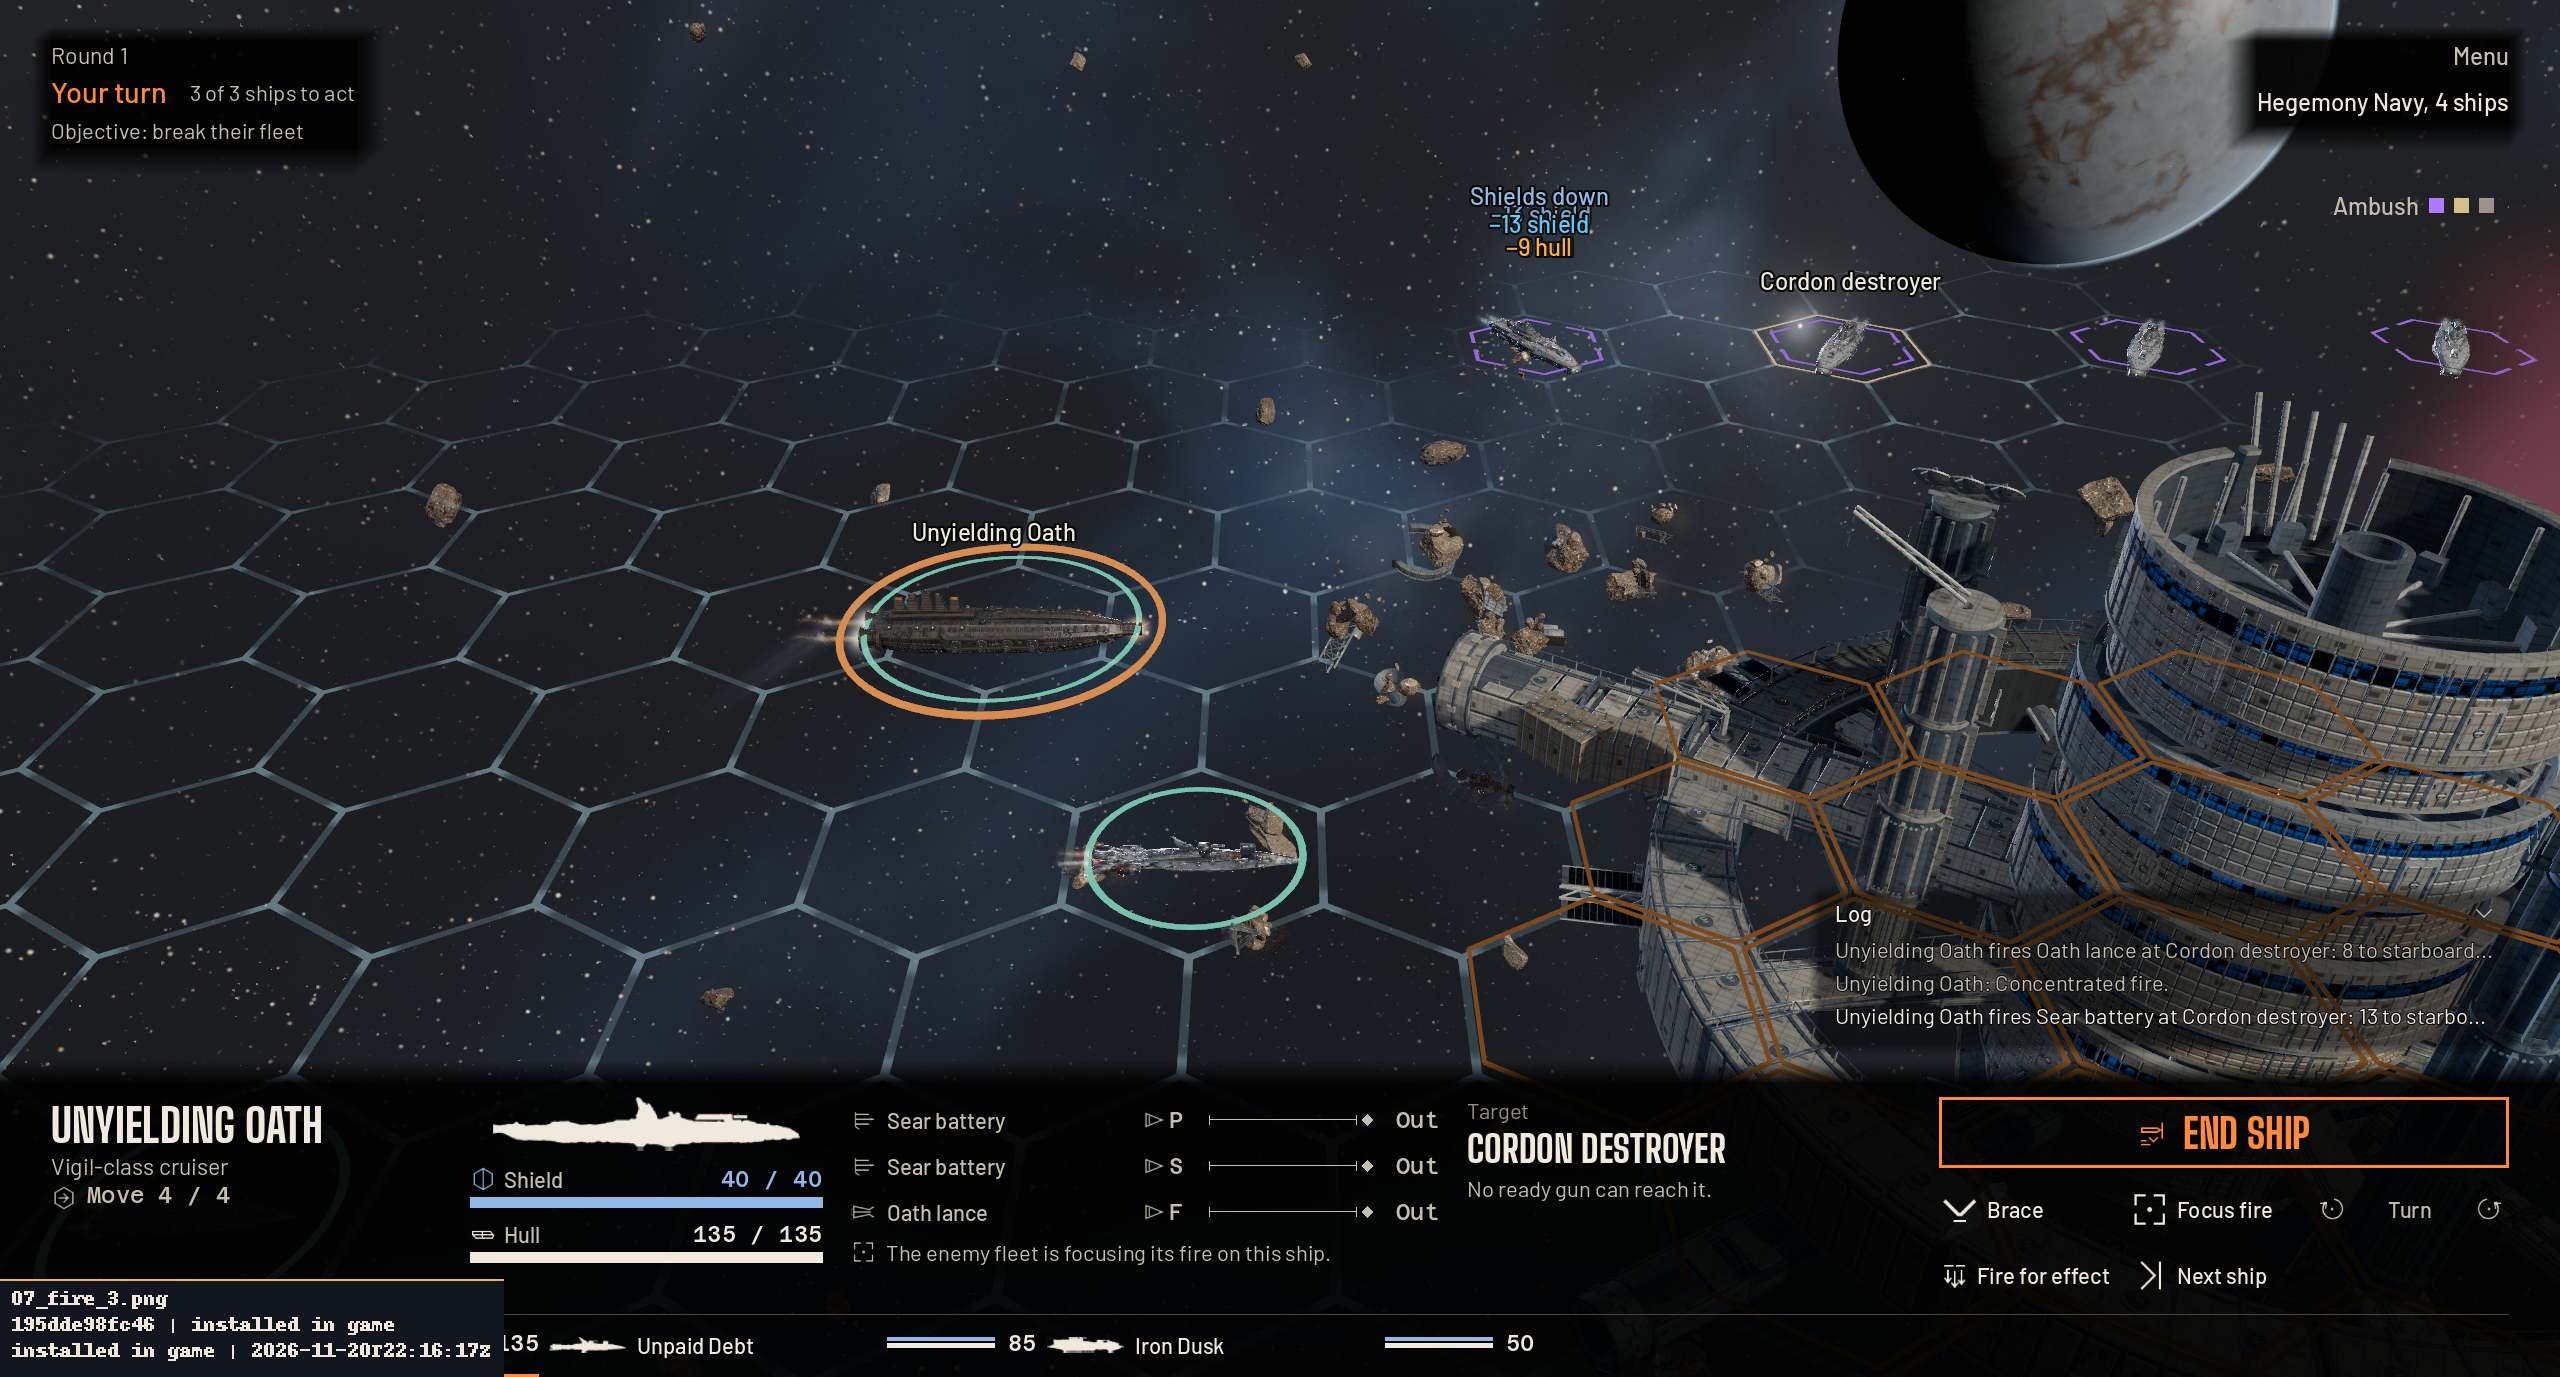 Round 1
Your turn 3 of 3 ships to act
Objective: break their fleet
Menu
Hegemony Navy, 4 ships
Ambush
Shields down
−13 shield
−9 hull
Cordon destroyer
Unyielding Oath
Log
Unyielding Oath fires Oath lance at Cordon destroyer: 8 to starboard...
Unyielding Oath: Concentrated fire.
Unyielding Oath fires Sear battery at Cordon destroyer: 13 to starbo...
UNYIELDING OATH
Vigil-class cruiser
Move 4 / 4
Shield 40 / 40
Hull 135 / 135
Sear battery P Out
Sear battery S Out
Oath lance F Out
The enemy fleet is focusing its fire on this ship.
Target
CORDON DESTROYER
No ready gun can reach it.
END SHIP
Brace Focus fire Turn
Fire for effect Next ship
07_fire_3.png
195dde98fc46 | installed in game
installed in game | 2026-11-20T22:16:17Z
135 Unpaid Debt 85 Iron Dusk 50